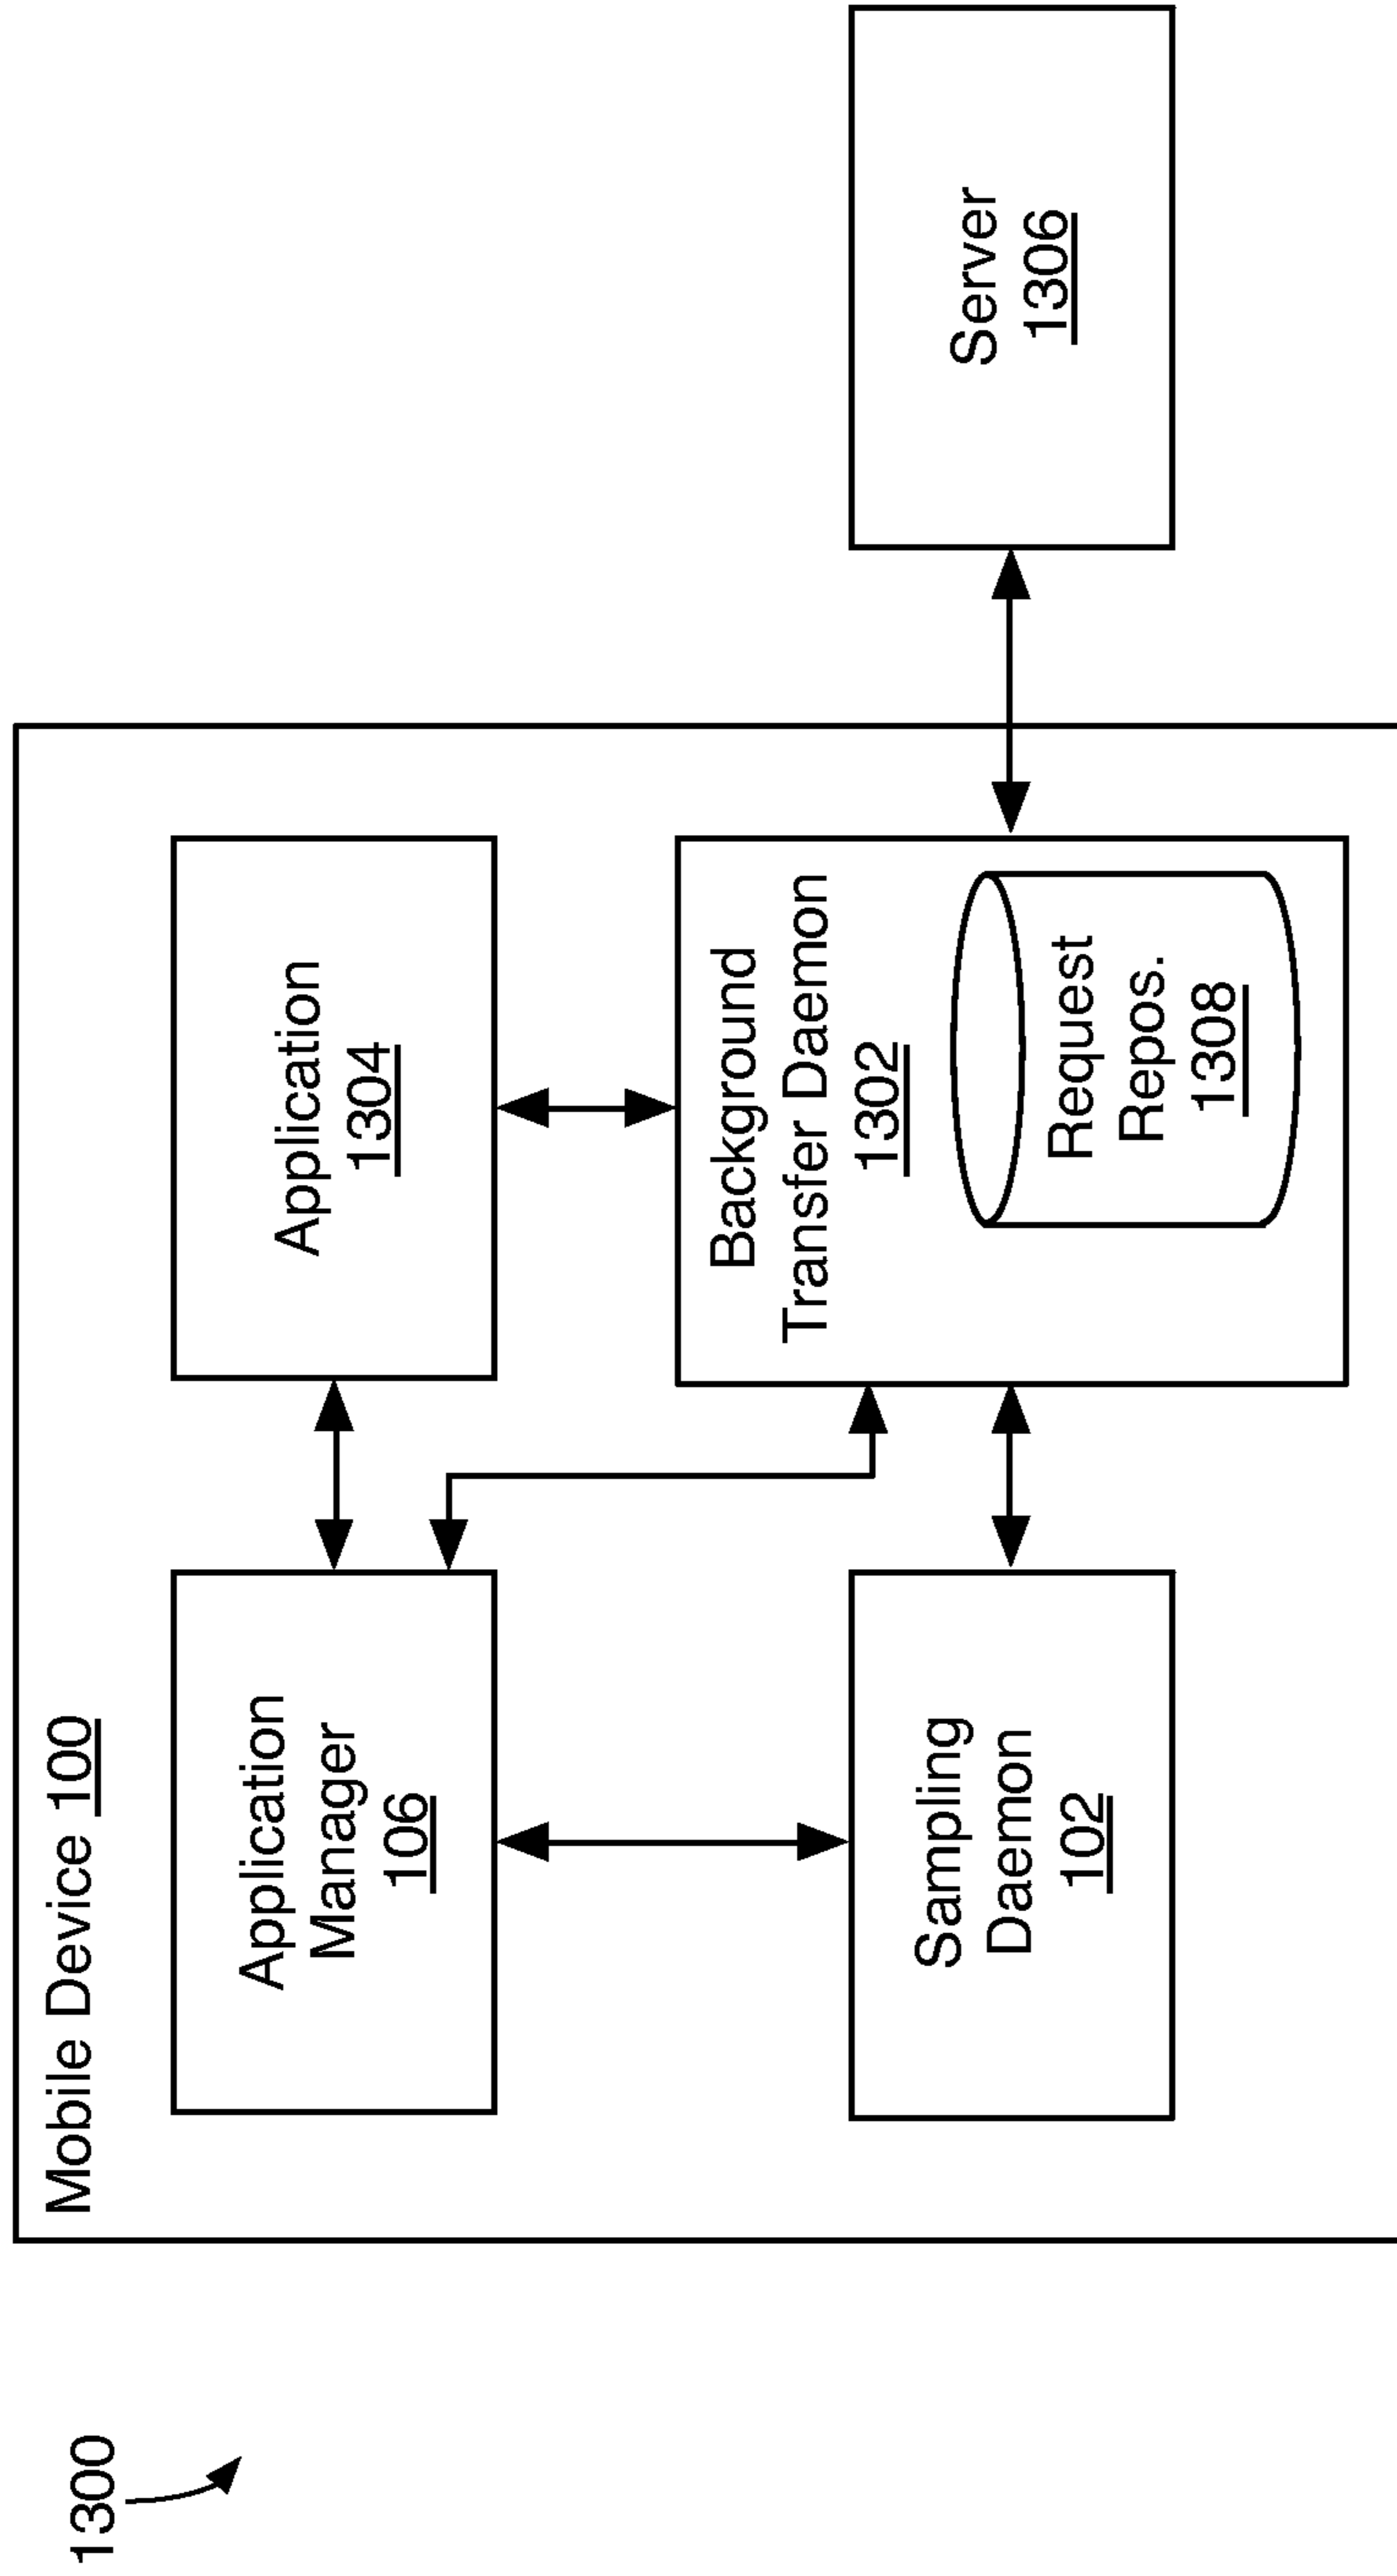 1300
Mobile Device 100
Application
Manager
106
Application
1304
Sampling
Daemon
102
Background
Transfer Daemon
1302
Request
Repos.
1308
Server
1306